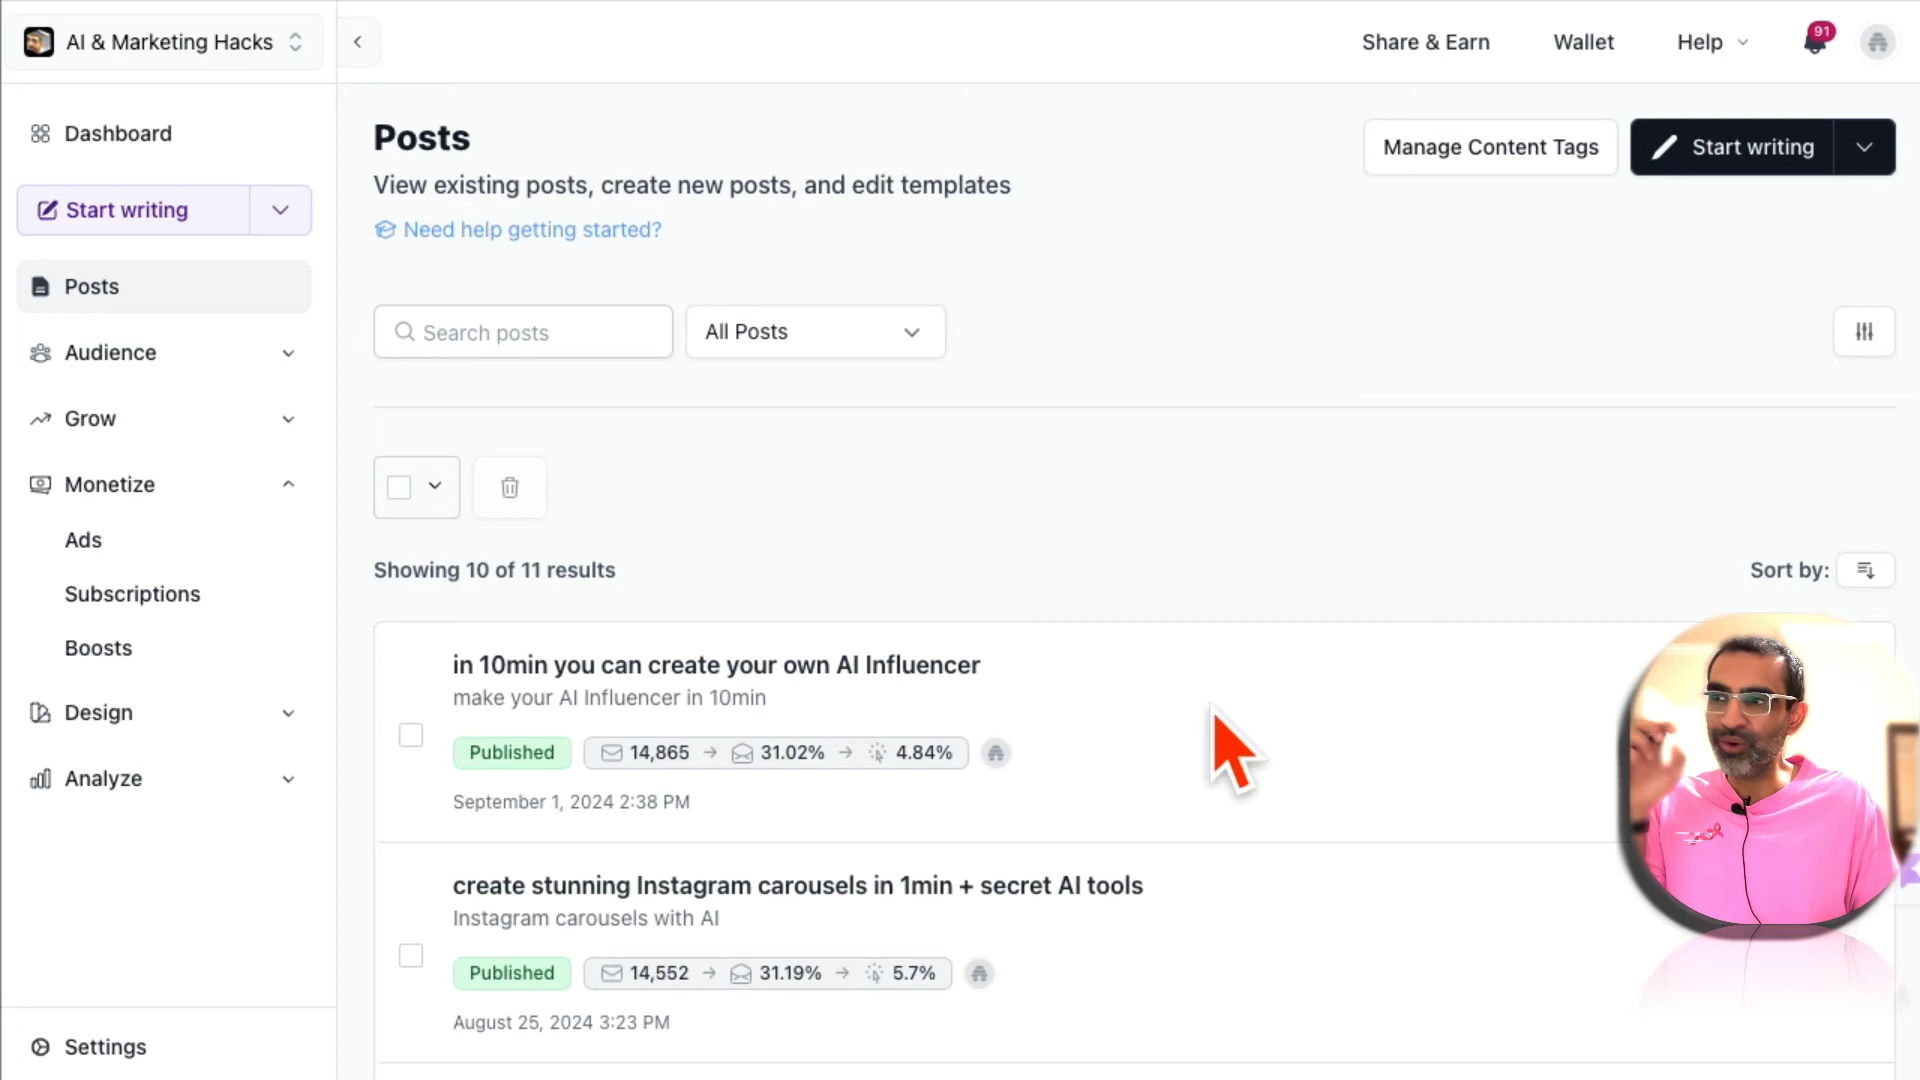 AI & Marketing Hacks
Share & Earn
Wallet
Help
91
Dashboard
Start writing
Posts
Audience
Grow
Monetize
Ads
Subscriptions
Boosts
Design
Analyze
Settings
Posts
View existing posts, create new posts, and edit templates
Need help getting started?
Manage Content Tags
Start writing
Search posts
All Posts
Showing 10 of 11 results
Sort by:
in 10min you can create your own AI Influencer
make your AI Influencer in 10min
Published 14,865 → 31.02% → 4.84%
September 1, 2024 2:38 PM
create stunning Instagram carousels in 1min + secret AI tools
Instagram carousels with AI
Published 14,552 → 31.19% → 5.7%
August 25, 2024 3:23 PM